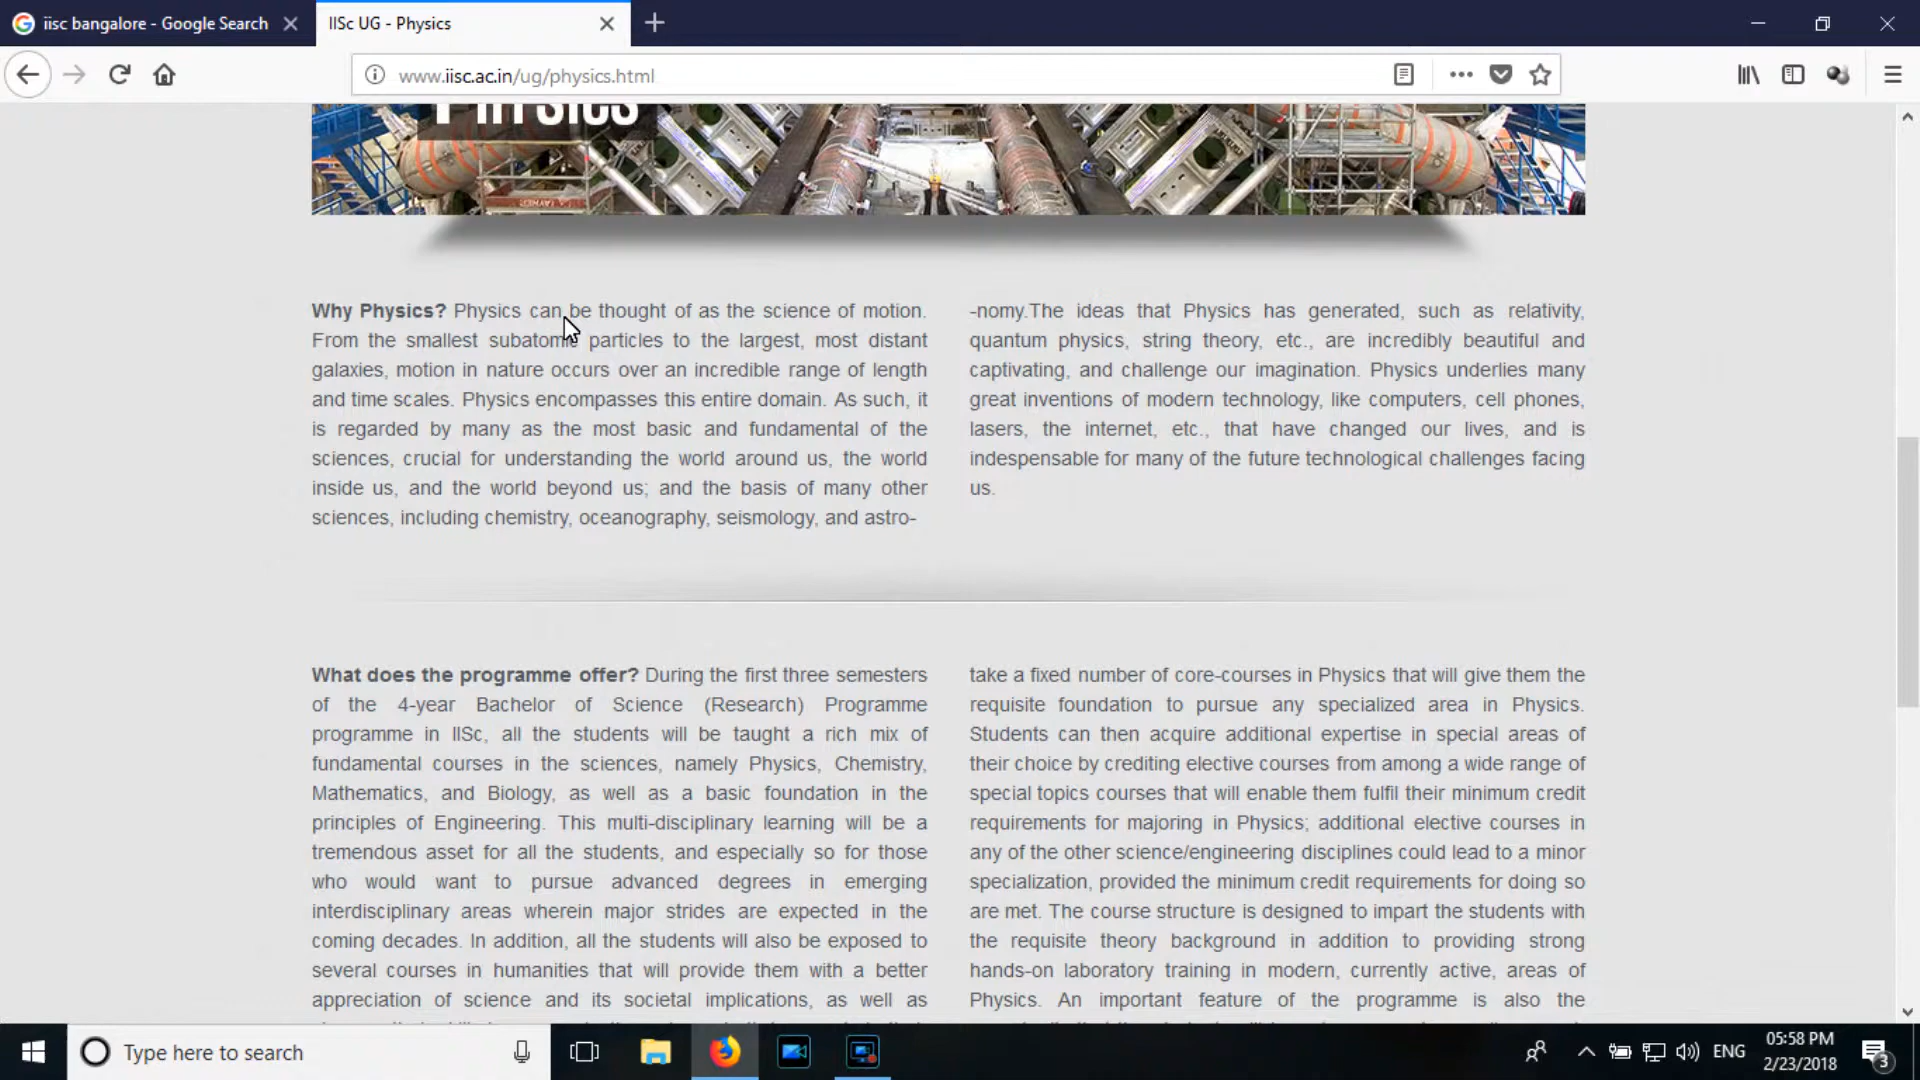 iisc bangalore - Google Search
IISc UG - Physics
www.iisc.ac.in/ug/physics.html
Physics
Why Physics? Physics can be thought of as the science of motion.
From the smallest subatomic particles to the largest, most distant
galaxies, motion in nature occurs over an incredible range of length
and time scales. Physics encompasses this entire domain. As such, it
is regarded by many as the most basic and fundamental of the
sciences, crucial for understanding the world around us, the world
inside us, and the world beyond us; and the basis of many other
sciences, including chemistry, oceanography, seismology, and astro-
-nomy.The ideas that Physics has generated, such as relativity,
quantum physics, string theory, etc., are incredibly beautiful and
captivating, and challenge our imagination. Physics underlies many
great inventions of modern technology, like computers, cell phones,
lasers, the internet, etc., that have changed our lives, and is
indespensable for many of the future technological challenges facing
us.
What does the programme offer? During the first three semesters
of the 4-year Bachelor of Science (Research) Programme
programme in IISc, all the students will be taught a rich mix of
fundamental courses in the sciences, namely Physics, Chemistry,
Mathematics, and Biology, as well as a basic foundation in the
principles of Engineering. This multi-disciplinary learning will be a
tremendous asset for all the students, and especially so for those
who would want to pursue advanced degrees in emerging
interdisciplinary areas wherein major strides are expected in the
coming decades. In addition, all the students will also be exposed to
several courses in humanities that will provide them with a better
appreciation of science and its societal implications, as well as
take a fixed number of core-courses in Physics that will give them the
requisite foundation to pursue any specialized area in Physics.
Students can then acquire additional expertise in special areas of
their choice by crediting elective courses from among a wide range of
special topics courses that will enable them fulfil their minimum credit
requirements for majoring in Physics; additional elective courses in
any of the other science/engineering disciplines could lead to a minor
specialization, provided the minimum credit requirements for doing so
are met. The course structure is designed to impart the students with
the requisite theory background in addition to providing strong
hands-on laboratory training in modern, currently active, areas of
Physics. An important feature of the programme is also the
Type here to search
ENG
05:58 PM
2/23/2018
3